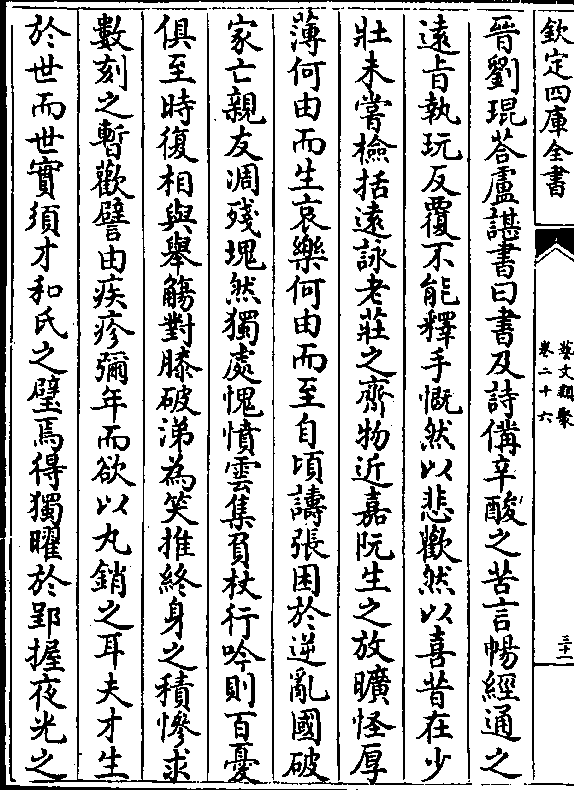 欽定四庫全書
藝文類聚
卷二十六
三十一
晉劉琨荅盧諶書曰書及詩備辛酸之苦言暢經通之
遠旨執玩反覆不能釋手慨然以悲歡然以喜昔在少
壯未嘗檢括遠詠老莊之齊物近嘉阮生之放曠怪厚
薄何由而生哀樂何由而至自頃譸張困於逆亂國破
家亡親友凋殘塊然獨處愧憤雲集負杖行吟則百憂
俱至時復相與舉觴對膝破涕為笑推終身之積慘求
數刻之暫歡譬由疾疹彌年而欲以丸銷之耳夫才生
於世而世實須才和氏之璧焉得獨曜於郢握夜光之